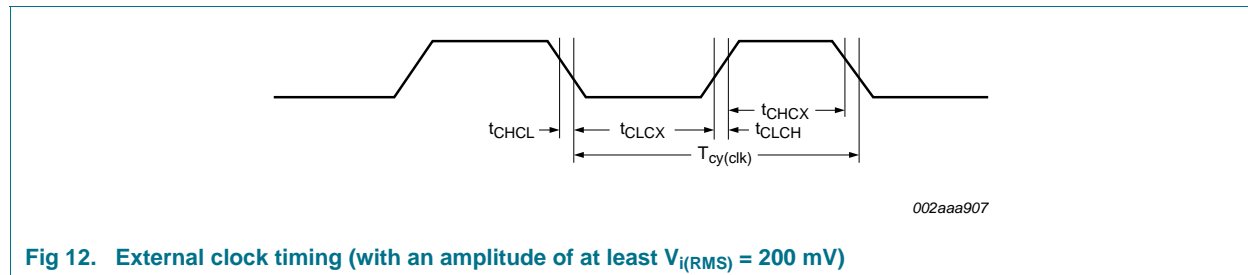 tCHCX
tCHCL tCLCX tCLCH
Tcy(clk)
002aaa907
Fig 12. External clock timing (with an amplitude of at least Vi(RMS) = 200 mV)